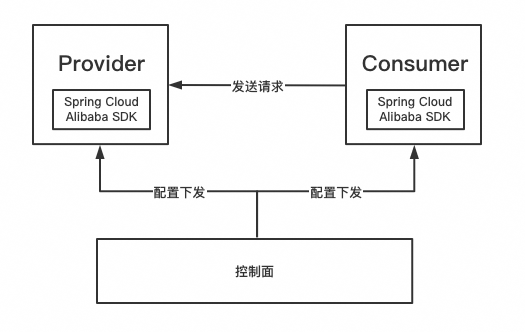 Provider
Spring Cloud
Alibaba SDK
发送请求
Consumer
Spring Cloud
Alibaba SDK
配置下发
配置下发
控制面